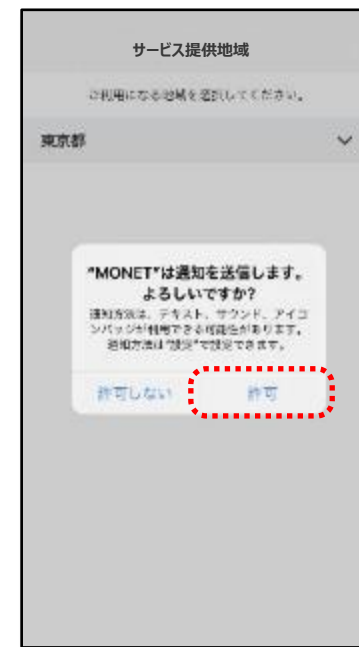 サービス提供地域
ご利用になる地域を選択してください。
東京都
"MONET"は通知を送信します。
よろしいですか?
通知方法は、テキスト、サウンド、アイコ
ンバッジが利用できる可能性があります。
通知方法は"設定"で設定できます。
許可しない
許可